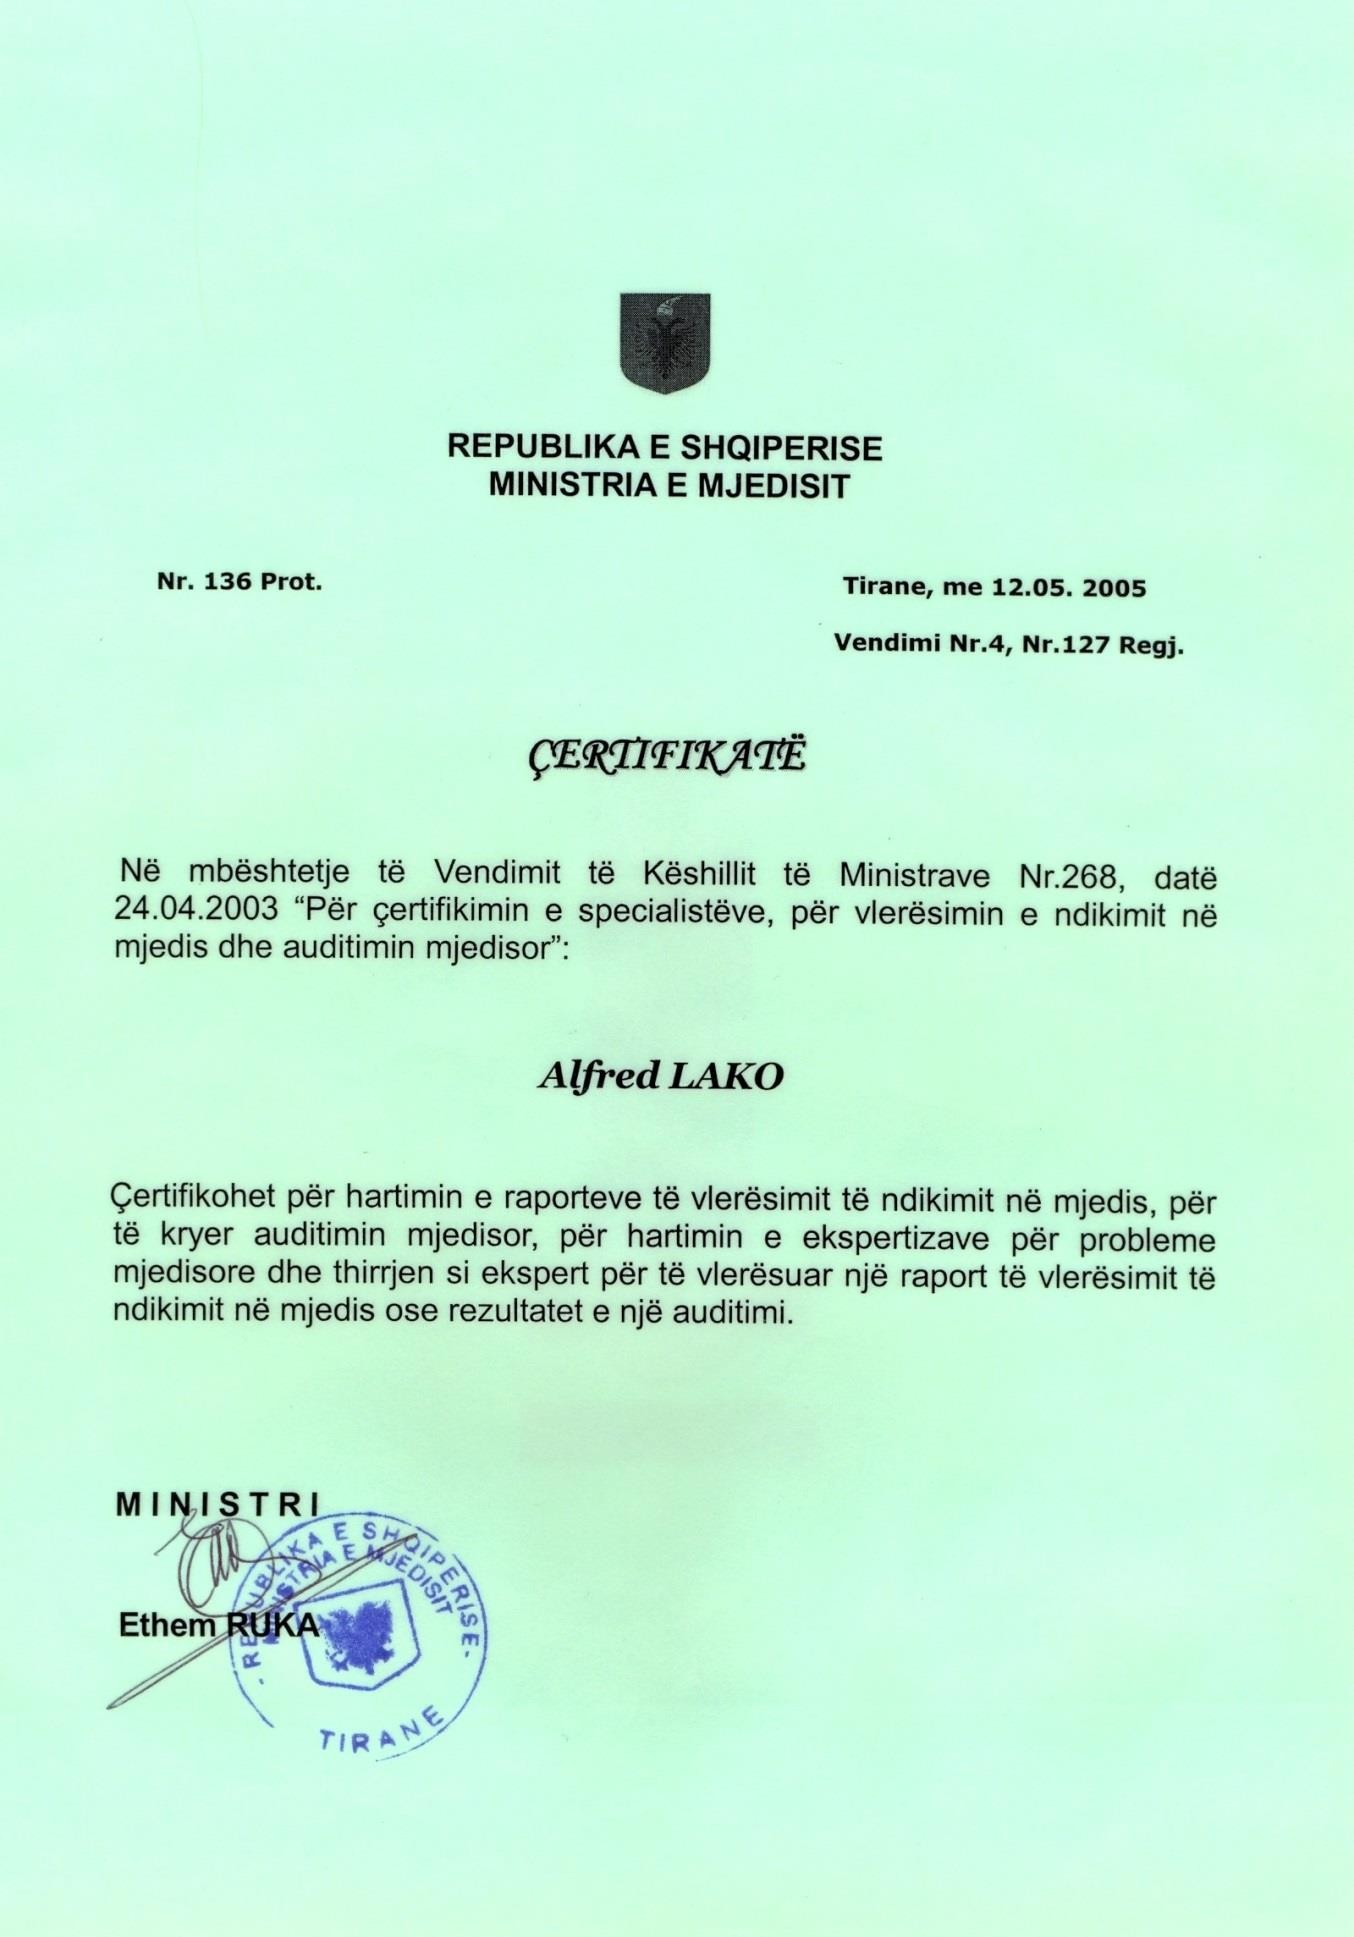 REPUBLIKA E SHQIPERISE
MINISTRIA E MJEDISIT
Nr. 136 Prot.
Tirane, me 12.05. 2005
Vendimi Nr.4, Nr.127 Regj.
ÇERTIFIKATË
Në mbështetje të Vendimit të Këshillit të Ministrave Nr.268, datë
24.04.2003 “Për çertifikimin e specialistëve, për vlerësimin e ndikimit në
mjedis dhe auditimin mjedisor”:
Alfred LAKO
Çertifikohet për hartimin e raporteve të vlerësimit të ndikimit në mjedis, për
të kryer auditimin mjedisor, për hartimin e ekspertizave për probleme
mjedisore dhe thirrjen si ekspert për të vlerësuar një raport të vlerësimit të
ndikimit në mjedis ose rezultatet e një auditimi.
MINISTRI
Ethem RUKA
- REPUBLIKA E SHQIPERISE -
MINISTRIA E MJEDISIT
TIRANE